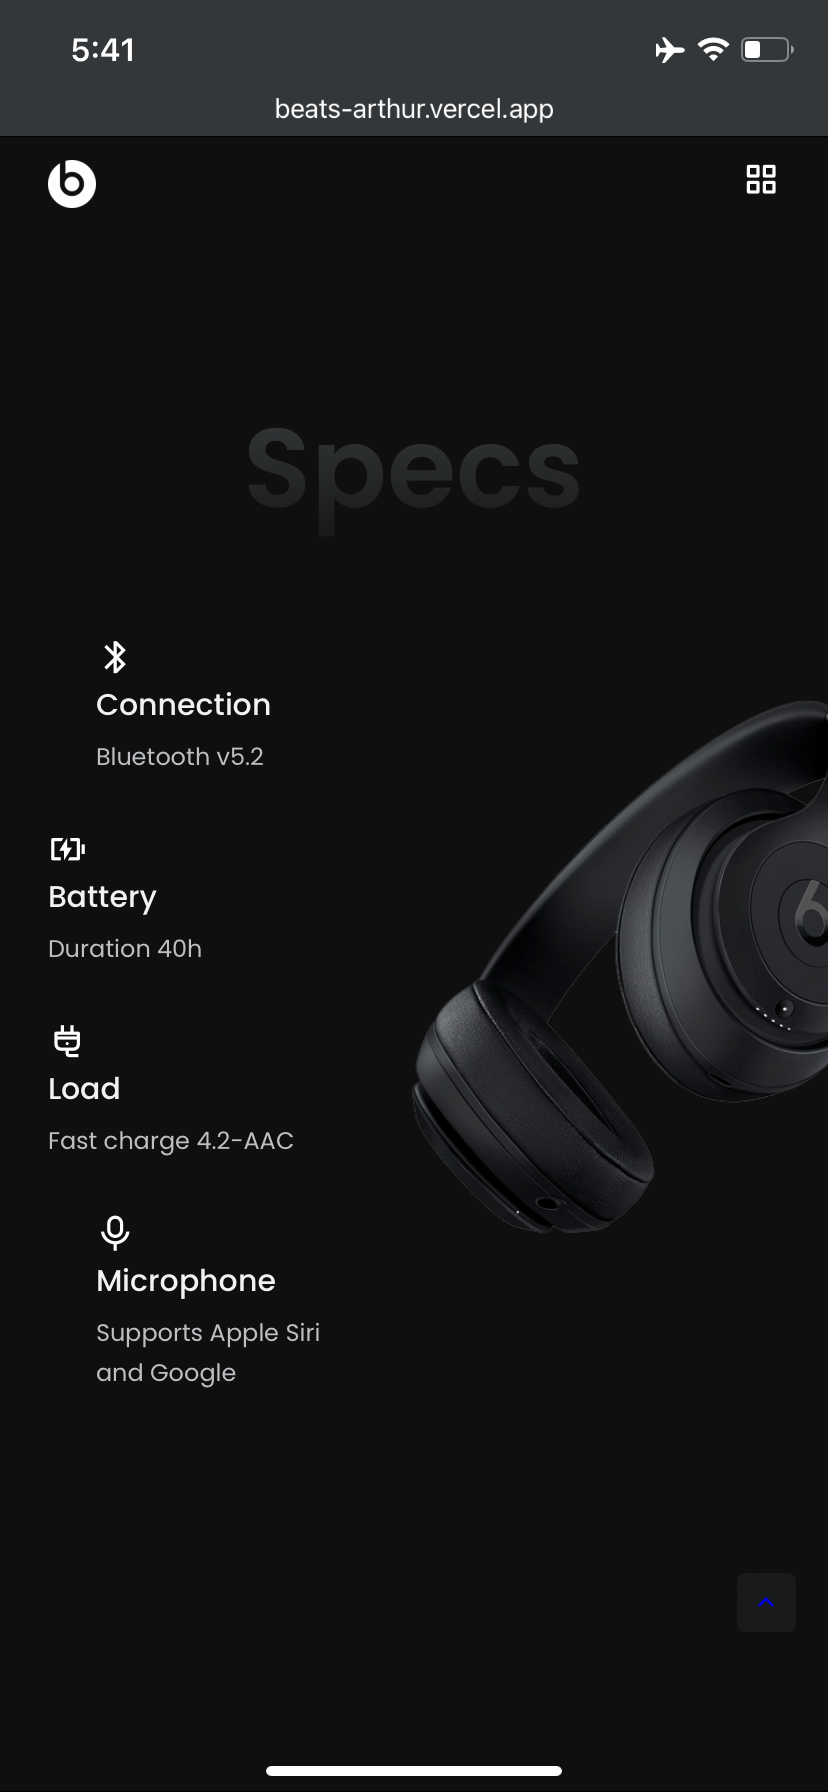 5:41
beats-arthur.vercel.app
Specs
Connection
Bluetooth v5.2
Battery
Duration 40h
Load
Fast charge 4.2-AAC
Microphone
Supports Apple Siri
and Google